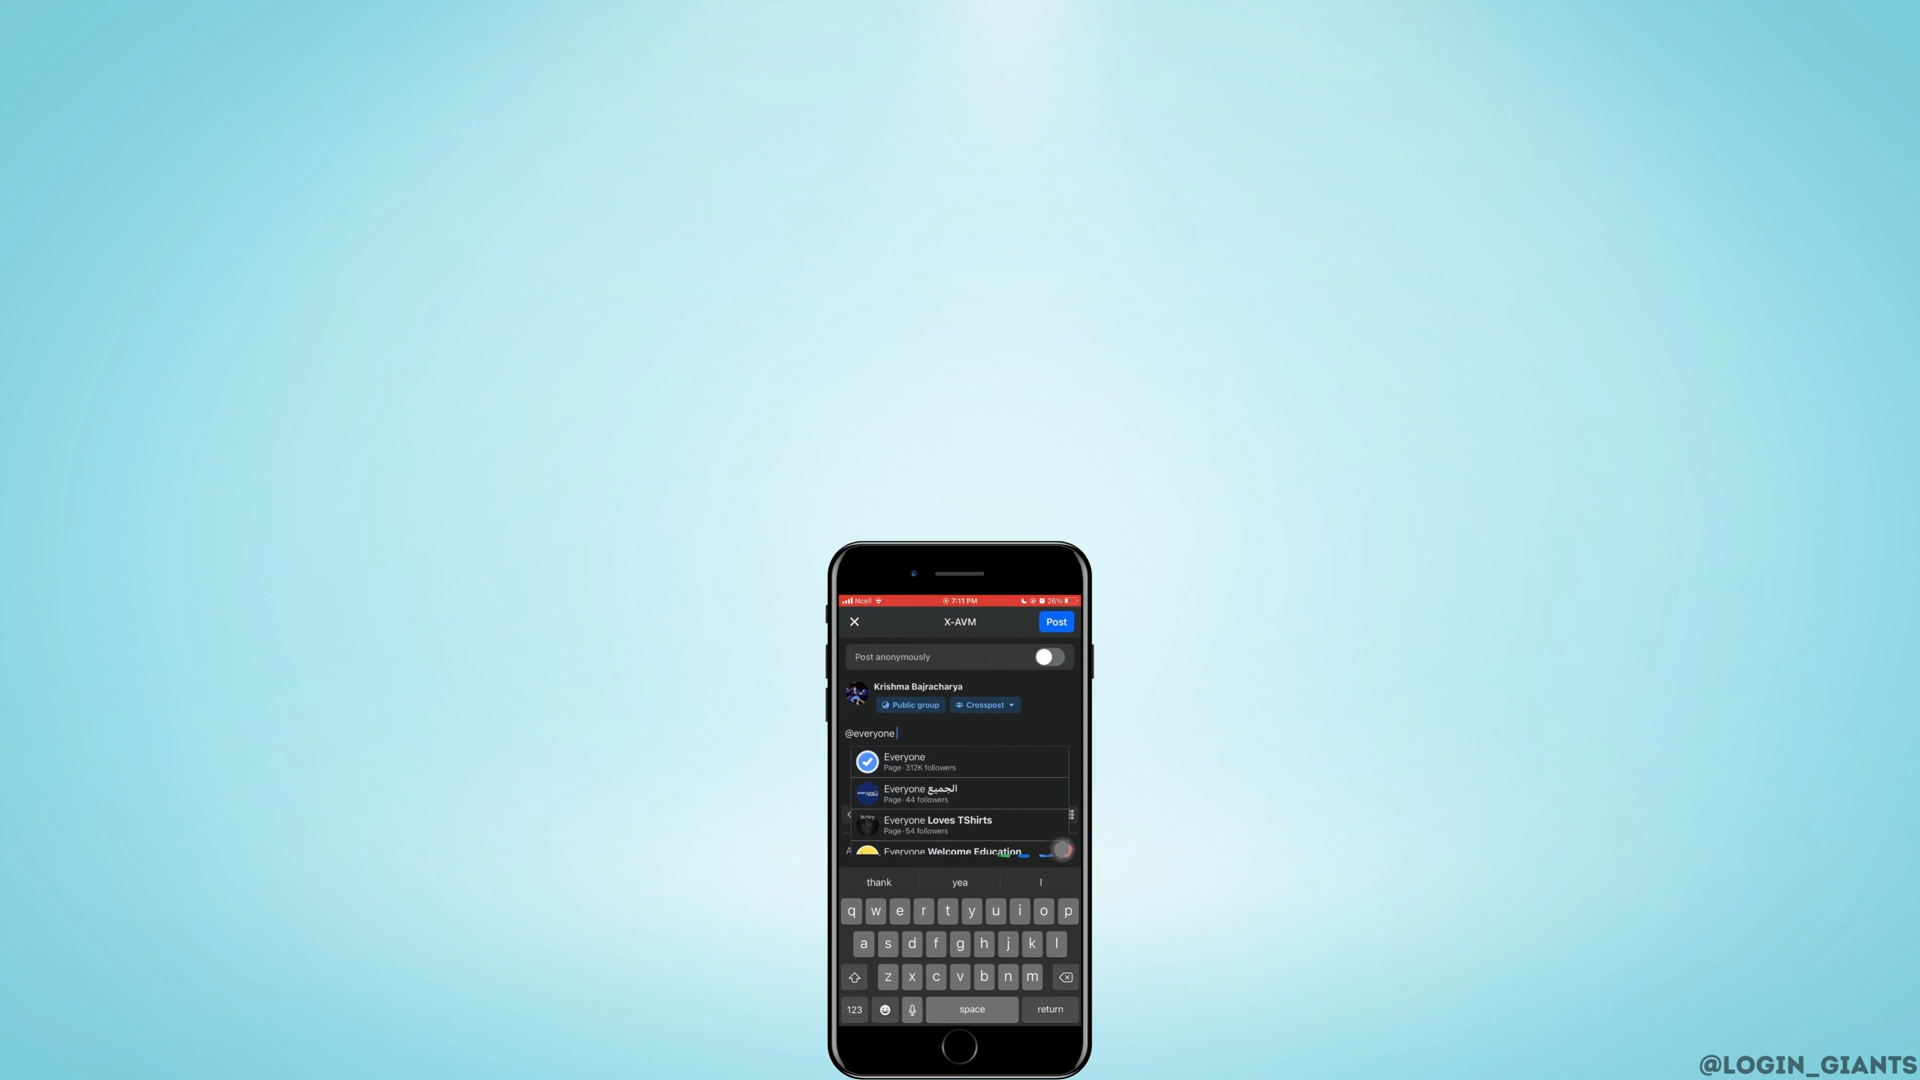 Ncell 7:11 PM 26%
X-AVM Post
Post anonymously
Krishma Bajracharya
Public group Crosspost
@everyone
Everyone
Page · 312K followers
Everyone الجميع
Page · 44 followers
Everyone Loves TShirts
Page · 54 followers
Everyone Welcome Education
thank yea I
q w e r t y u i o p
a s d f g h j k l
z x c v b n m
123 space return
@LOGIN_GIANTS